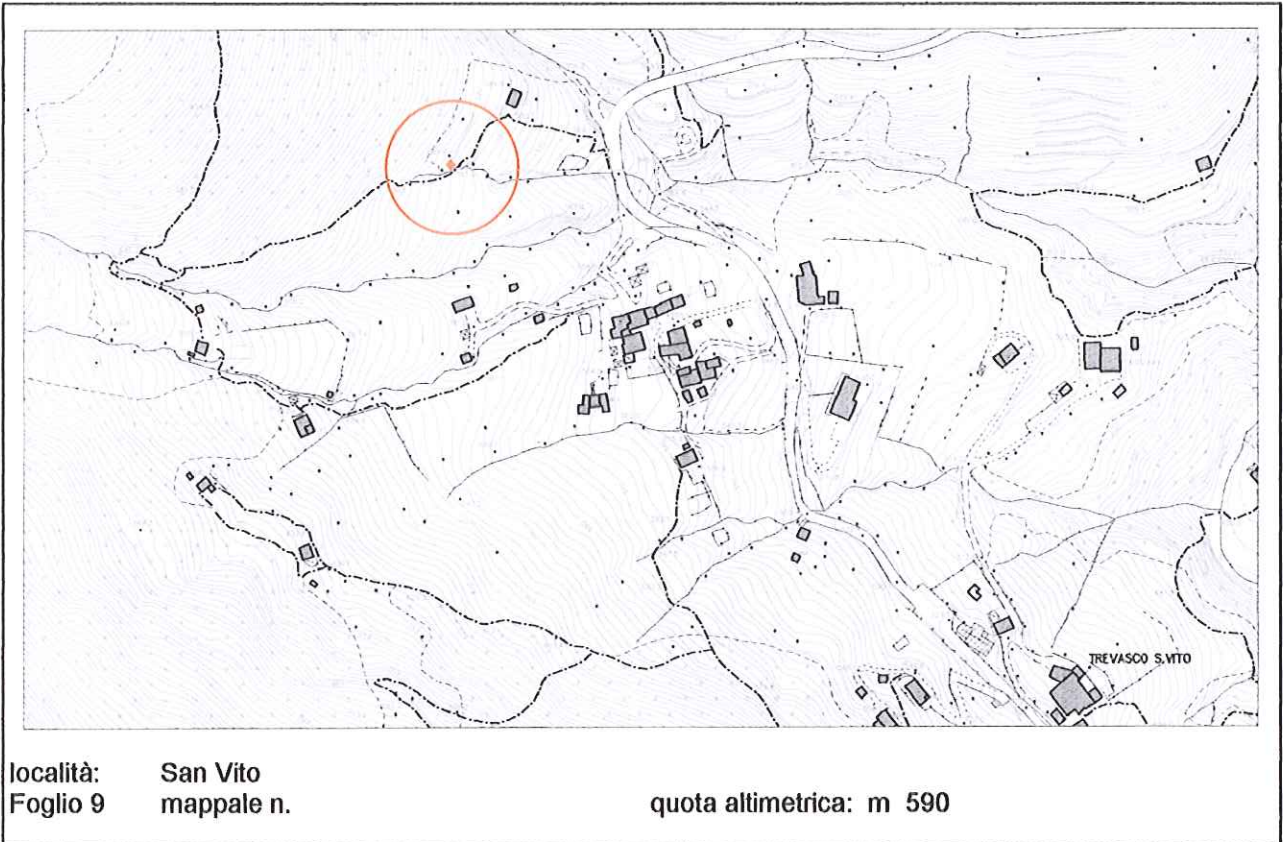 TREVASCO S.VITO
località: San Vito
Foglio 9 mappale n. quota altimetrica: m 590